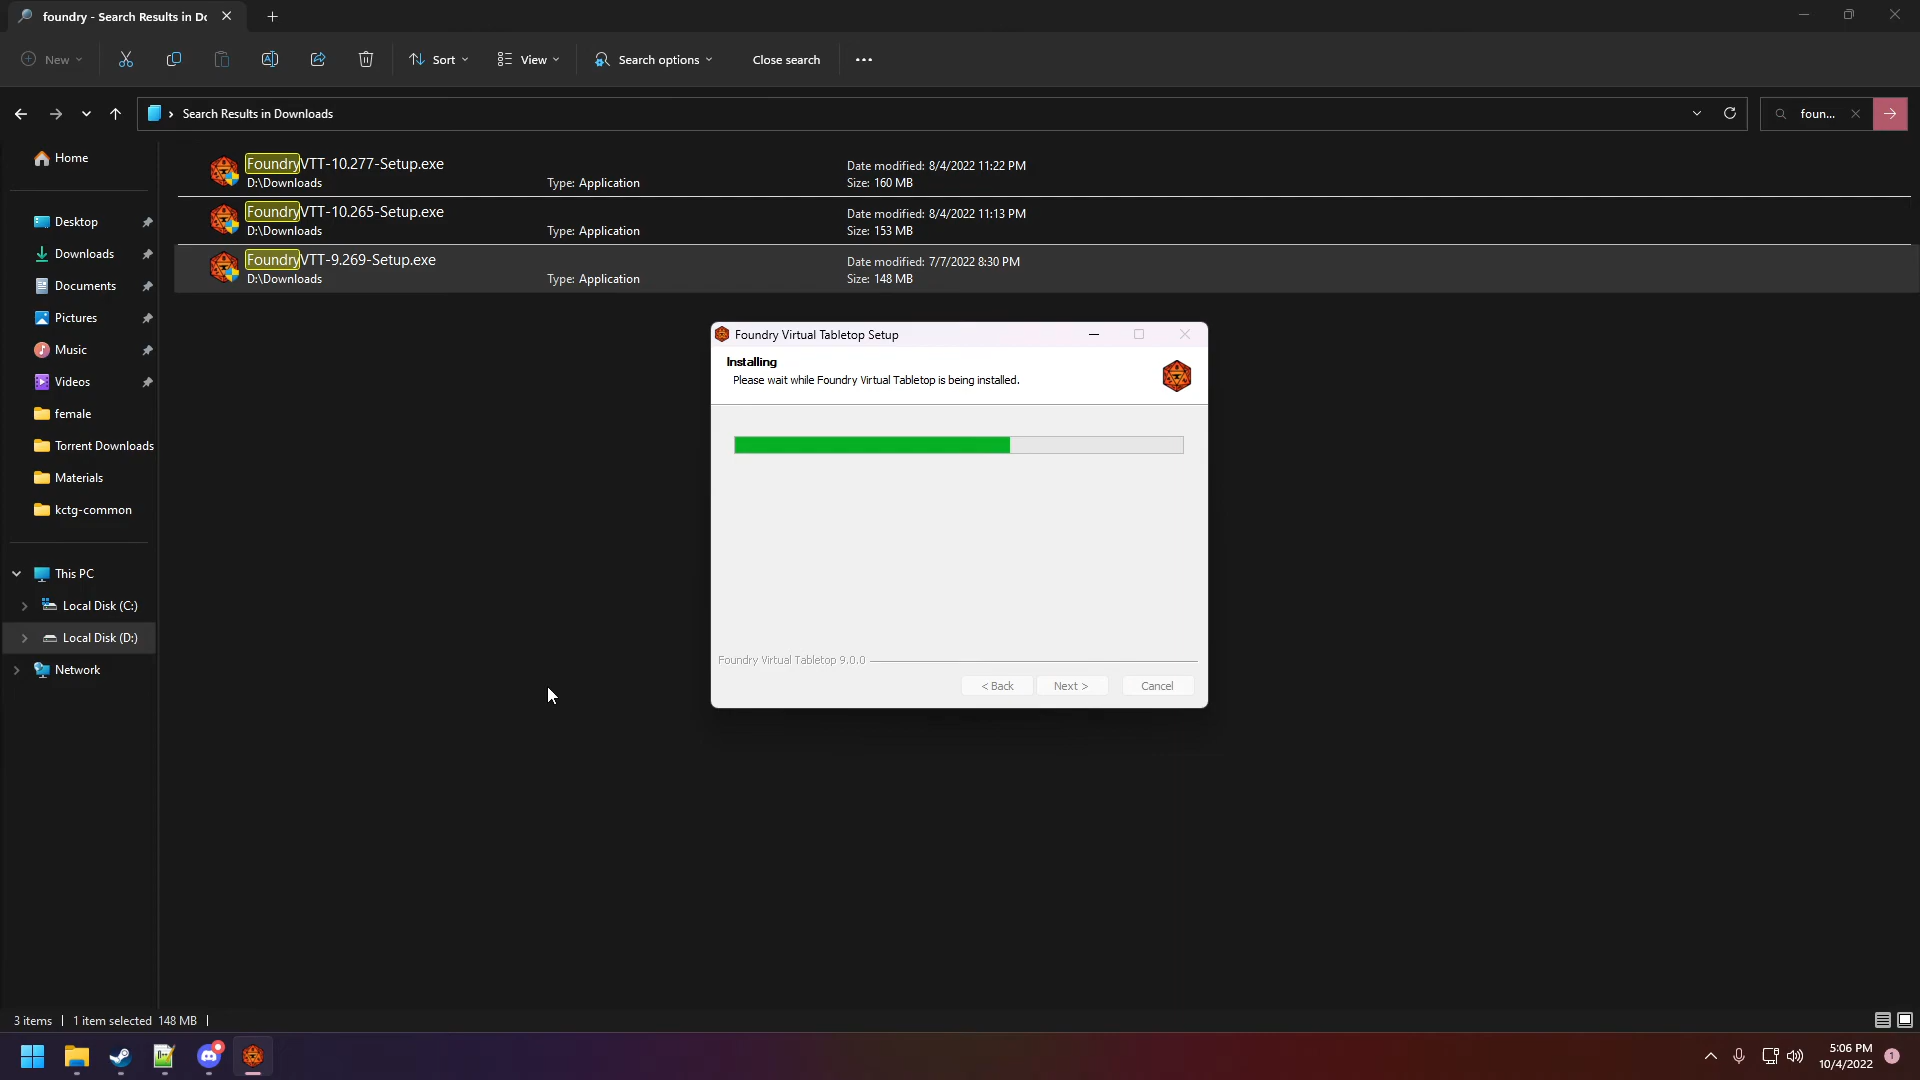 foundry - Search Results in Do
New
Sort
View
Search options
Close search
Search Results in Downloads
foun...
Home
Desktop
Downloads
Documents
Pictures
Music
Videos
female
Torrent Downloads
Materials
kctg-common
This PC
Local Disk (C:)
Local Disk (D:)
Network
FoundryVTT-10.277-Setup.exe
D:\Downloads
Type: Application
Date modified: 8/4/2022 11:22 PM
Size: 160 MB
FoundryVTT-10.265-Setup.exe
D:\Downloads
Type: Application
Date modified: 8/4/2022 11:13 PM
Size: 153 MB
FoundryVTT-9.269-Setup.exe
D:\Downloads
Type: Application
Date modified: 7/7/2022 8:30 PM
Size: 148 MB
Foundry Virtual Tabletop Setup
Installing
Please wait while Foundry Virtual Tabletop is being installed.
Foundry Virtual Tabletop 9.0.0
< Back
Next >
Cancel
3 items
1 item selected 148 MB
5:06 PM
10/4/2022
1